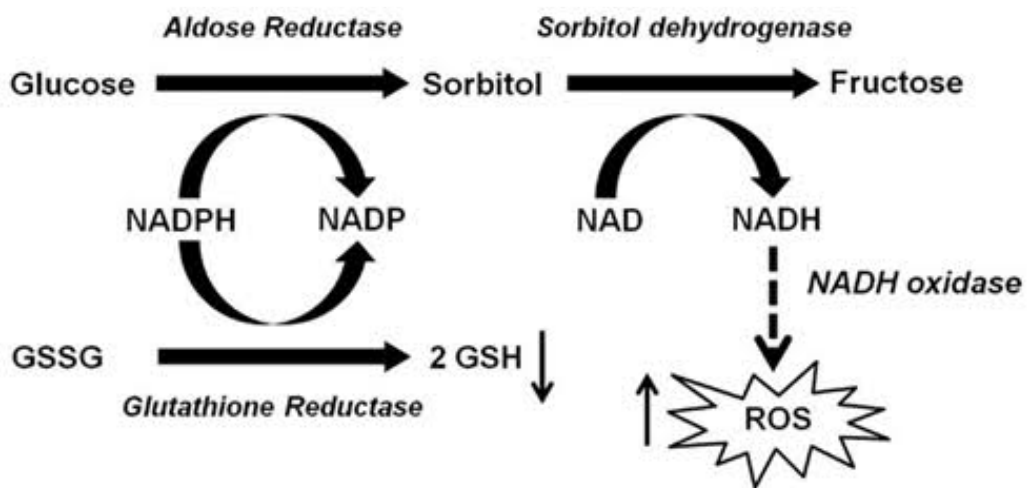 Aldose Reductase Sorbitol dehydrogenase
Glucose Sorbitol Fructose
NADPH NADP NAD NADH
NADH oxidase
GSSG 2 GSH
Glutathione Reductase
ROS